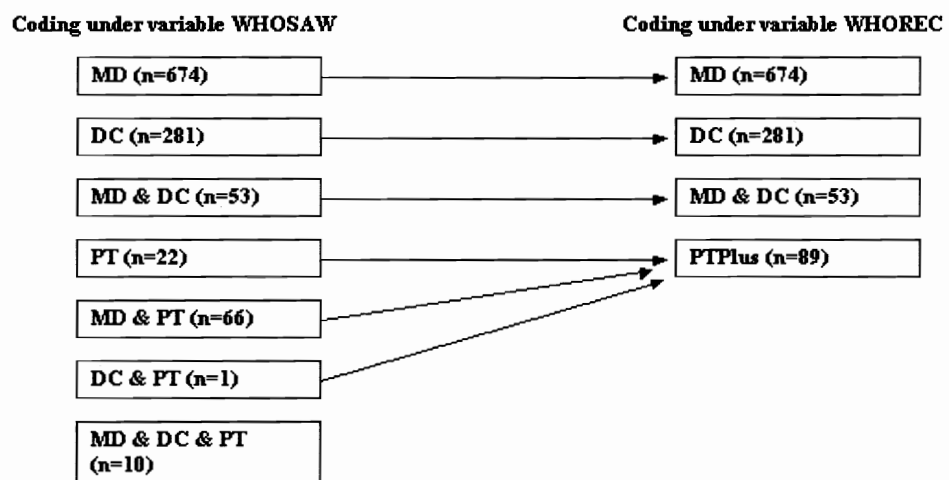 Coding under variable WHOSAW
Coding under variable WHOREC
MD (n=674)
MD (n=674)
DC (n=281)
DC (n=281)
MD & DC (n=53)
MD & DC (n=53)
PT (n=22)
PTPlus (n=89)
MD & PT (n=66)
DC & PT (n=1)
MD & DC & PT
(n=10)